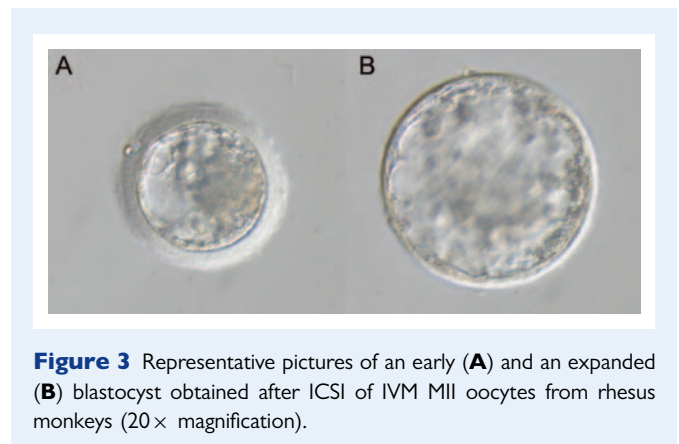 A
B
Figure 3 Representative pictures of an early (A) and an expanded
(B) blastocyst obtained after ICSI of IVM MII oocytes from rhesus
monkeys (20× magnification).